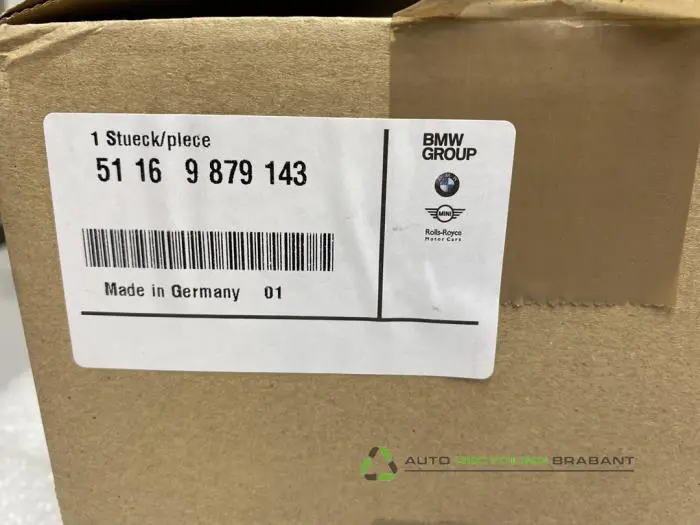 1 Stueck/piece
51 16 9 879 143
Made in Germany 01
BMW
GROUP
MINI
Rolls-Royce
Motor Cars
AUTO RECYCLING BRABANT